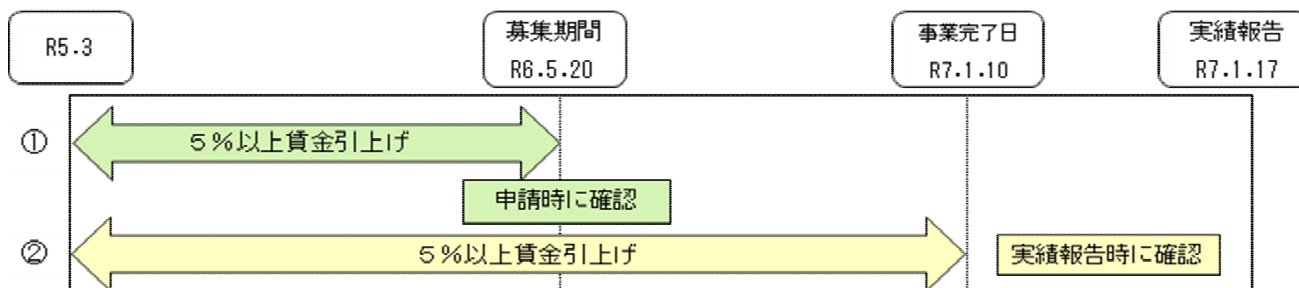 R5.3
募集期間
R6.5.20
事業完了日
R7.1.10
実績報告
R7.1.17
①
5%以上賃金引上げ
申請時に確認
②
5%以上賃金引上げ
実績報告時に確認